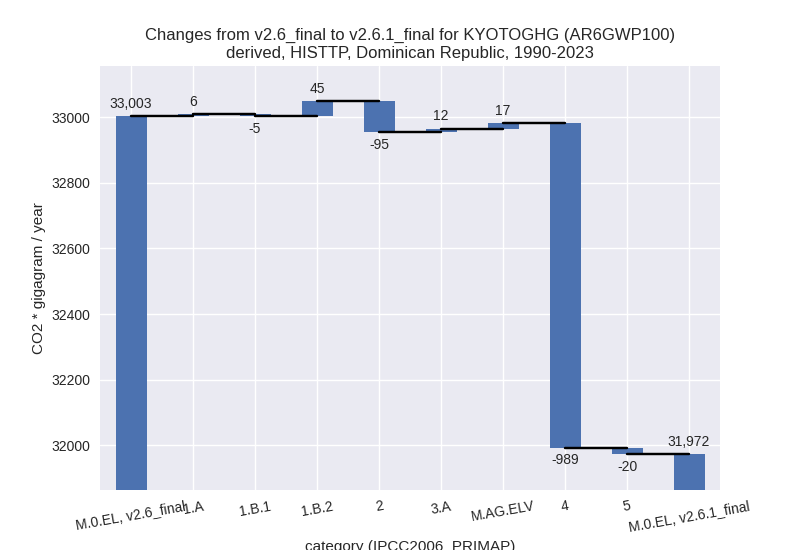 Changes from v2.6_final to v2.6.1_final for KYOTOGHG (AR6GWP100)
derived, HISTTP, Dominican Republic, 1990-2023
33,003
6
-5
45
-95
12
17
-989
-20
31,972
33000
32800
32600
32400
32200
32000
CO2 * gigagram / year
M.0.EL, v2.6_final
1.A
1.B.1
1.B.2
2
3.A
M.AG.ELV
4
5
M.0.EL, v2.6.1_final
category (IPCC2006_PRIMAP)